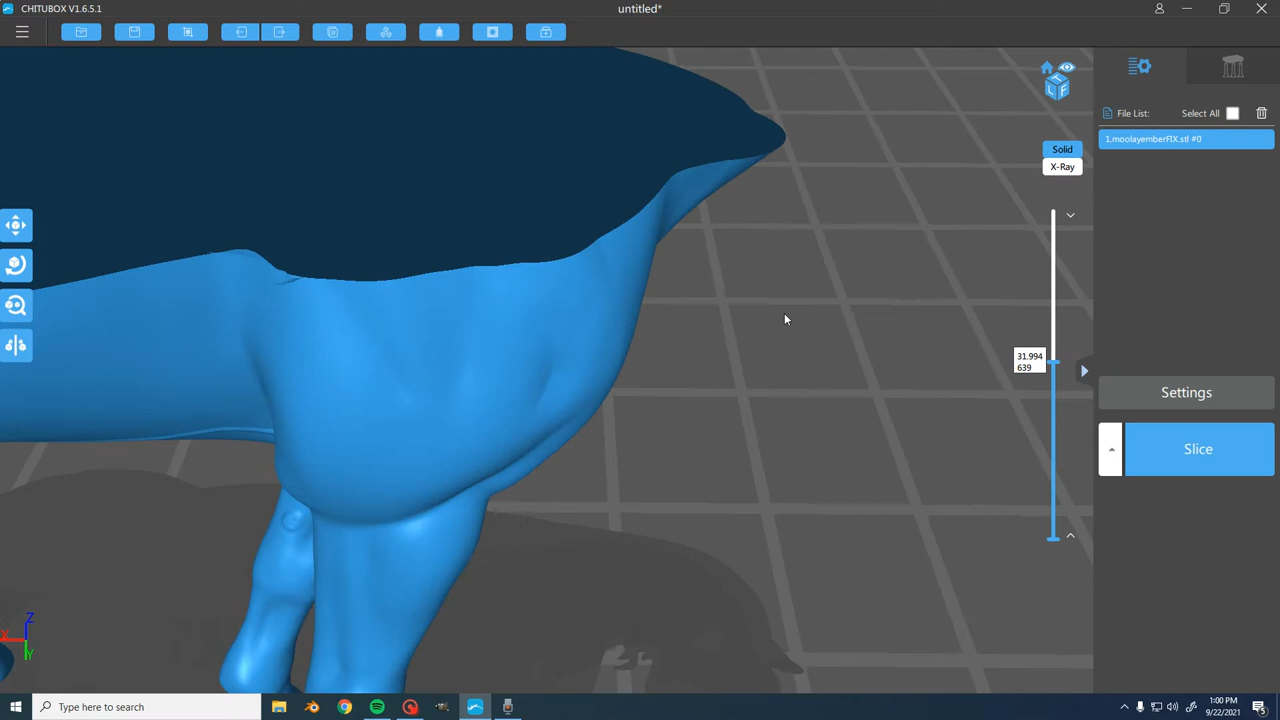 CHITUBOX V1.6.5.1
untitled*
File List:
Select All
1.moolayemberFIX.stl #0
Solid
X-Ray
31.994
639
Settings
Slice
Z
X
Y
Type here to search
1:00 PM
9/22/2021
5